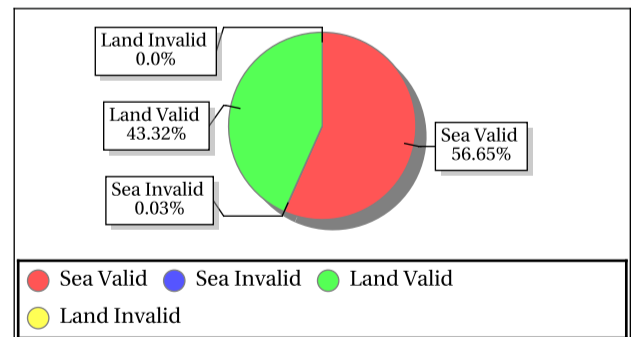 Land Invalid
0.0%
Land Valid
43.32%
Sea Valid
56.65%
Sea Invalid
0.03%
Sea Valid Sea Invalid Land Valid
Land Invalid